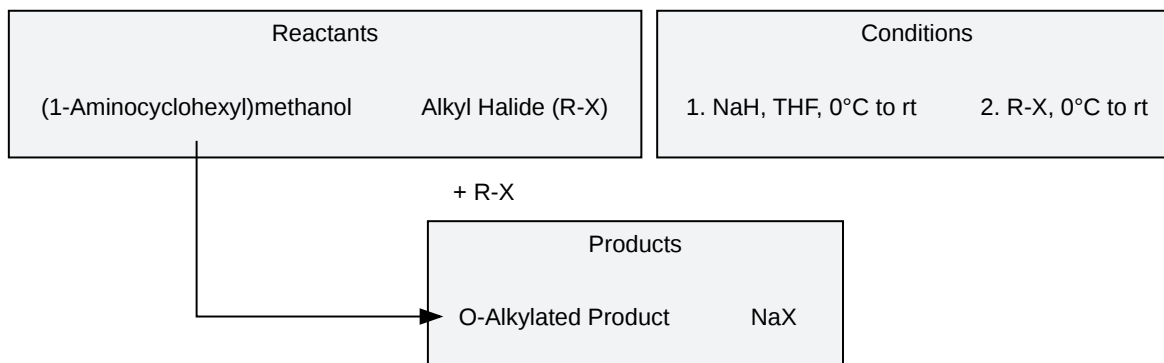 Reactants
(1-Aminocyclohexyl)methanol Alkyl Halide (R-X)
Conditions
1. NaH, THF, 0°C to rt 2. R-X, 0°C to rt
+ R-X
Products
O-Alkylated Product NaX